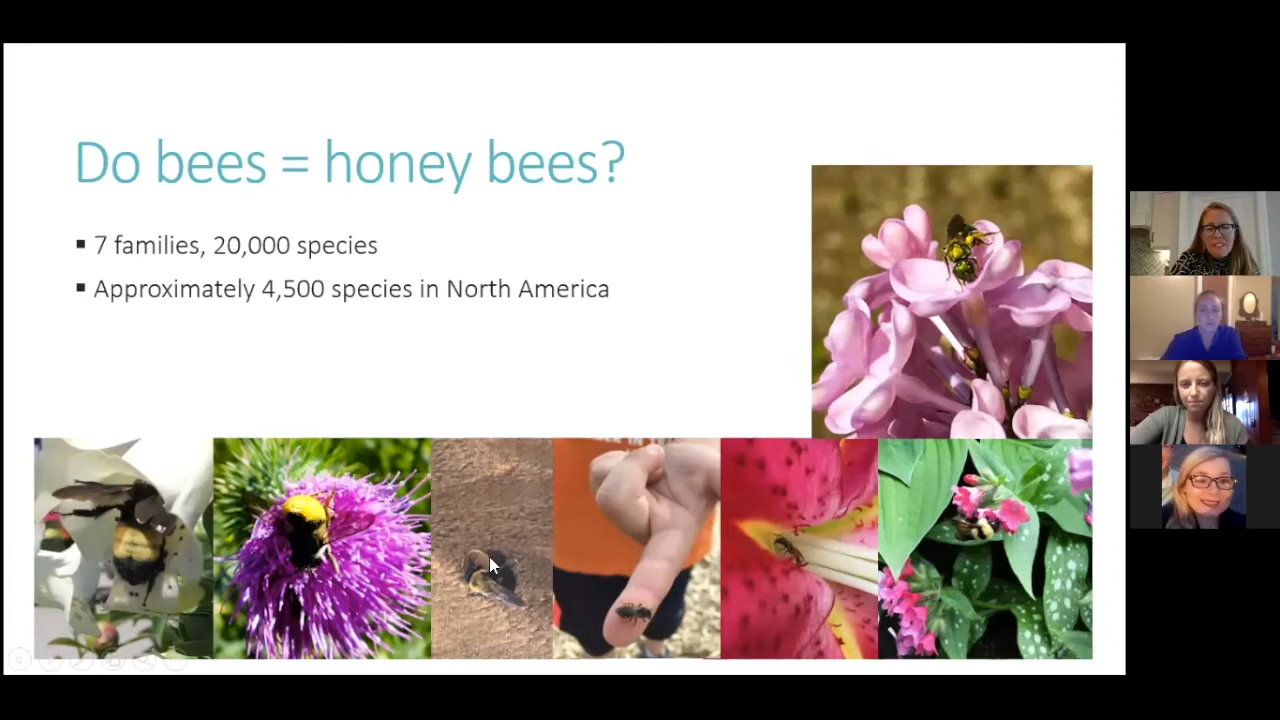 Do bees = honey bees?
▪ 7 families, 20,000 species
▪ Approximately 4,500 species in North America